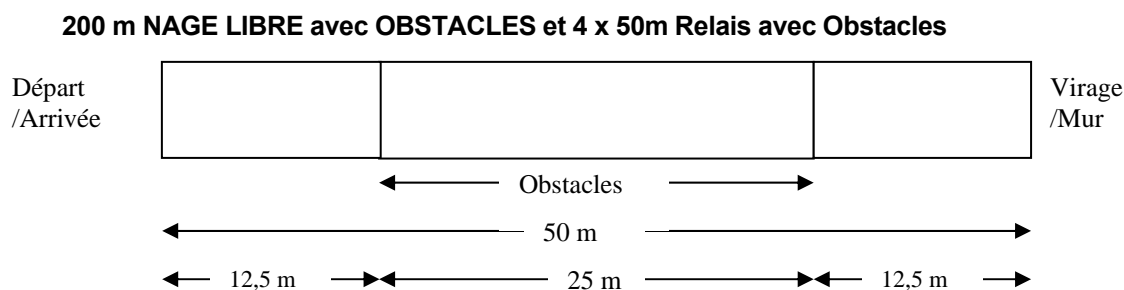 200 m NAGE LIBRE avec OBSTACLES et 4 x 50m Relais avec Obstacles
Départ
/Arrivée
Virage
/Mur
Obstacles
50 m
12,5 m
25 m
12,5 m